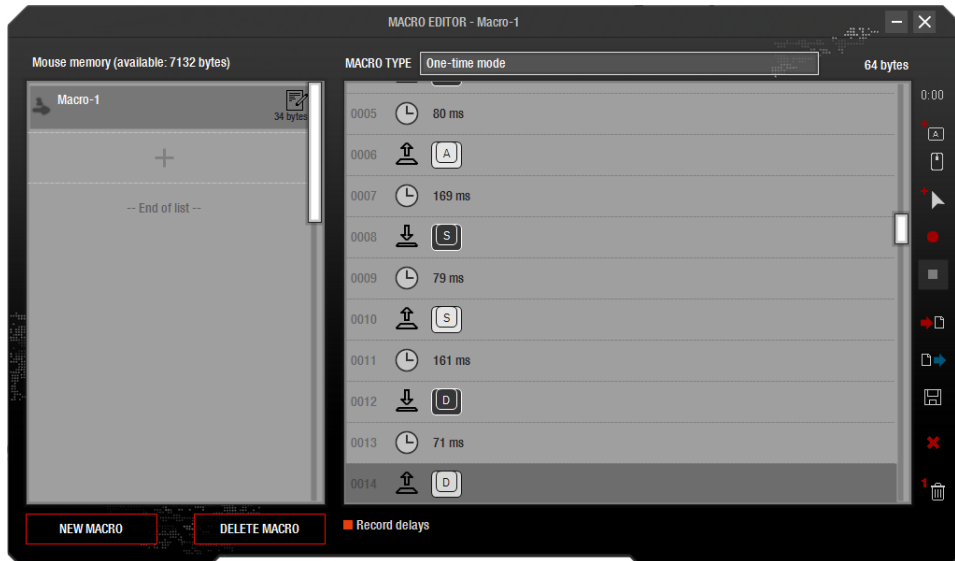 MACRO EDITOR - Macro-1
Mouse memory (available: 7132 bytes)
MACRO TYPE One-time mode 64 bytes
Macro-1
34 bytes
-- End of list --
0005 80 ms
0006 A
0007 169 ms
0008 S
0009 79 ms
0010 S
0011 161 ms
0012 D
0013 71 ms
0014 D
0:00
A
1
NEW MACRO DELETE MACRO
Record delays